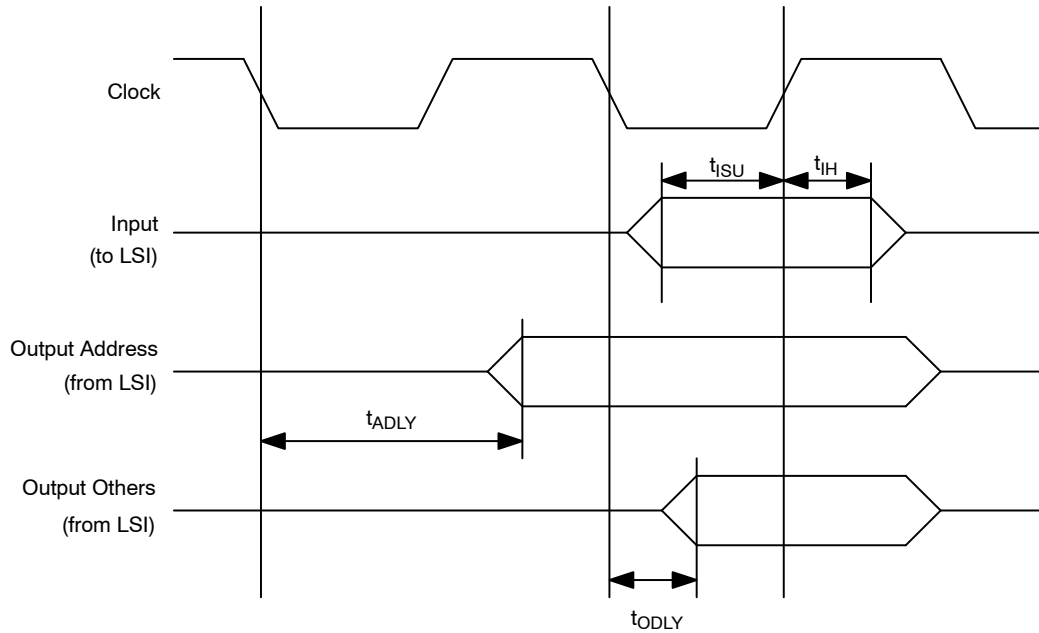 Clock
tISU
tIH
Input
(to LSI)
Output Address
(from LSI)
tADLY
Output Others
(from LSI)
tODLY